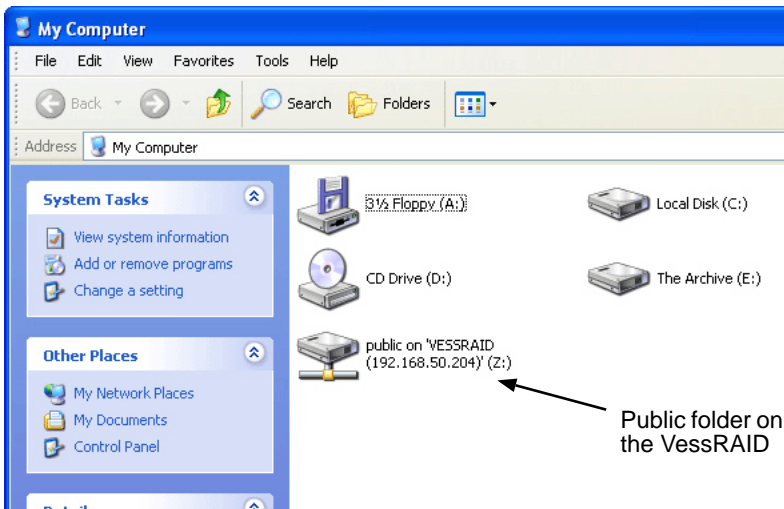 My Computer
File Edit View Favorites Tools Help
Back Search Folders
Address My Computer
System Tasks
View system information
Add or remove programs
Change a setting
Other Places
My Network Places
My Documents
Control Panel
3½ Floppy (A:)
Local Disk (C:)
CD Drive (D:)
The Archive (E:)
public on 'VESSRAID
(192.168.50.204)' (Z:)
Public folder on
the VessRAID